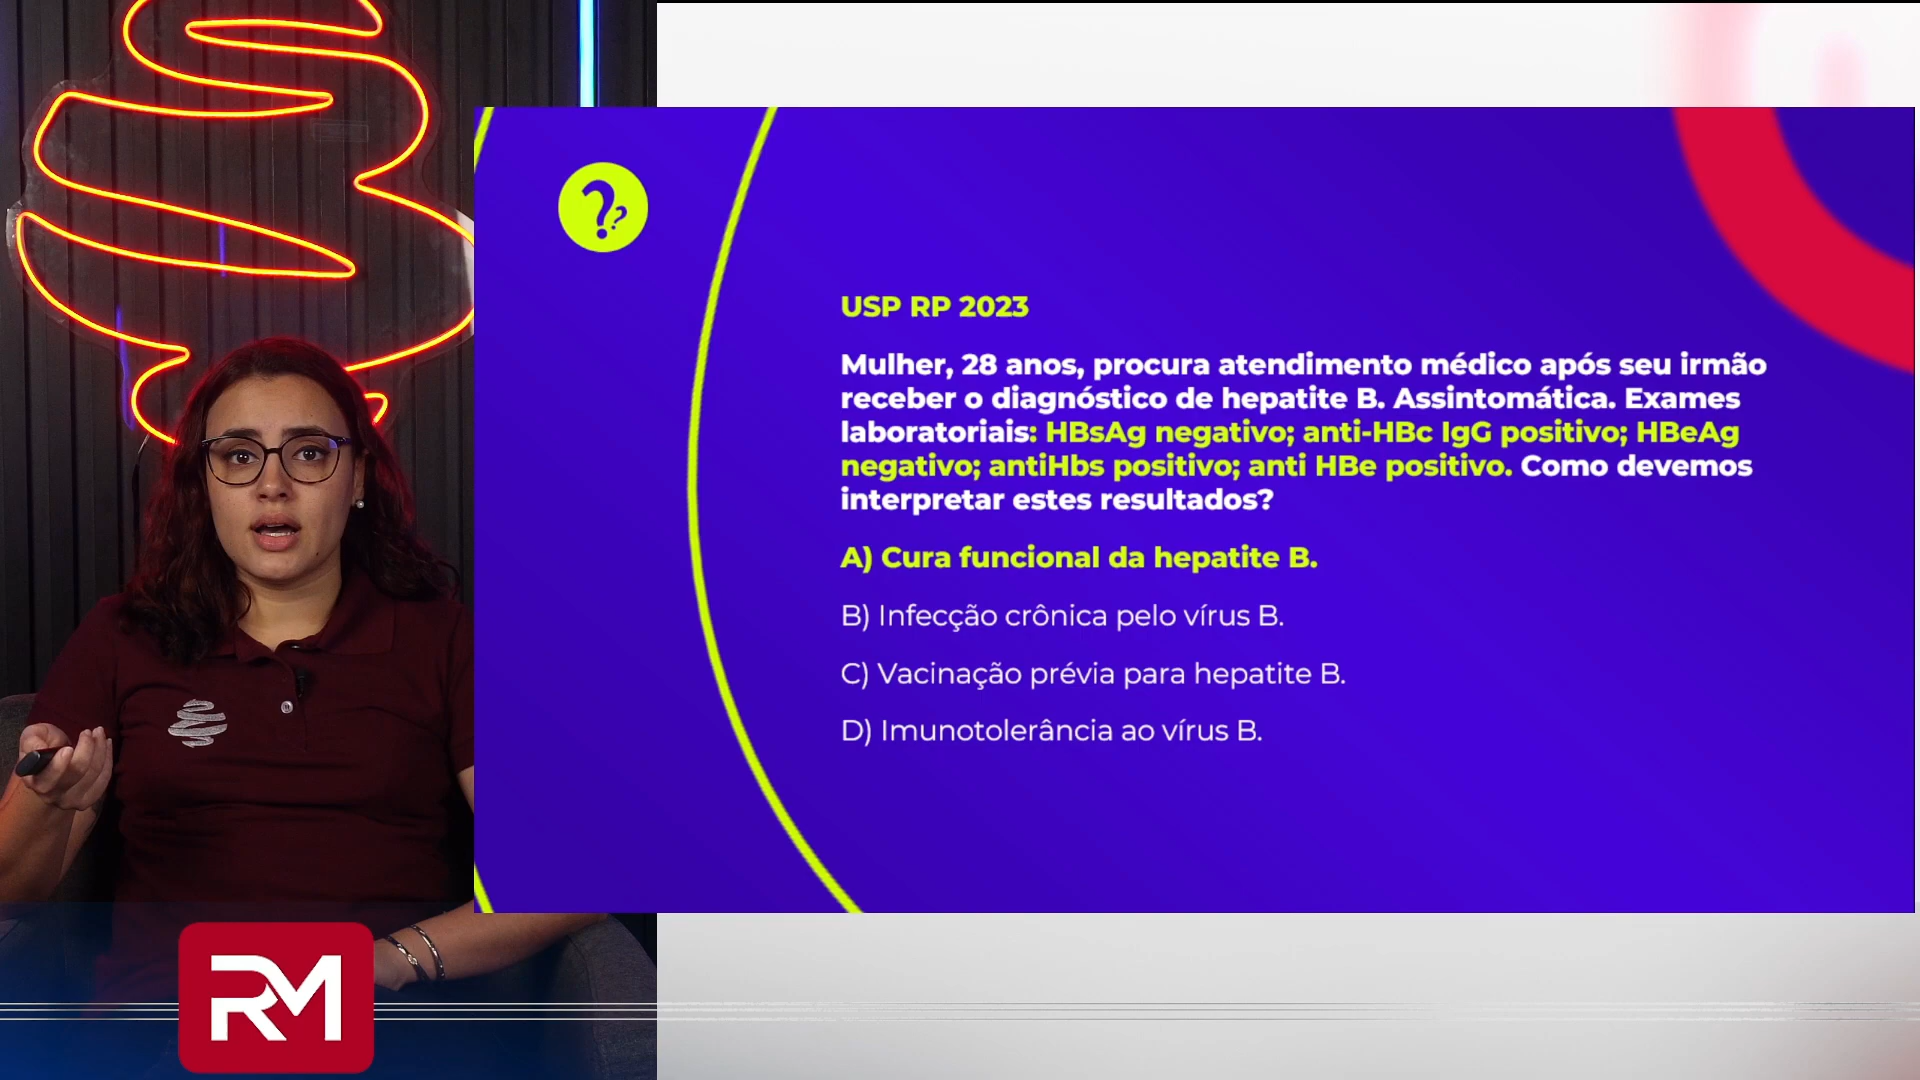 ??
USP RP 2023
Mulher, 28 anos, procura atendimento médico após seu irmão
receber o diagnóstico de hepatite B. Assintomática. Exames
laboratoriais: HBsAg negativo; anti-HBc IgG positivo; HBeAg
negativo; antiHbs positivo; anti HBe positivo. Como devemos
interpretar estes resultados?
A) Cura funcional da hepatite B.
B) Infecção crônica pelo vírus B.
C) Vacinação prévia para hepatite B.
D) Imunotolerância ao vírus B.
RM